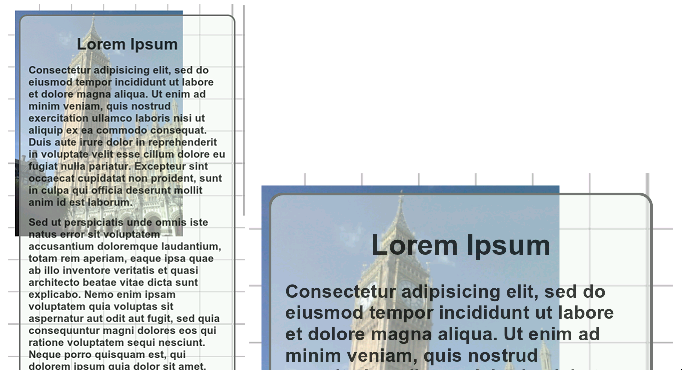 Lorem Ipsum
Consectetur adipisicing elit, sed do
eiusmod tempor incididunt ut labore
et dolore magna aliqua. Ut enim ad
minim veniam, quis nostrud
exercitation ullamco laboris nisi ut
aliquip ex ea commodo consequat.
Duis aute irure dolor in reprehenderit
in voluptate velit esse cillum dolore eu
fugiat nulla pariatur. Excepteur sint
occaecat cupidatat non proident, sunt
in culpa qui officia deserunt mollit
anim id est laborum.
Sed ut perspiciatis unde omnis iste
natus error sit voluptatem
accusantium doloremque laudantium,
totam rem aperiam, eaque ipsa quae
ab illo inventore veritatis et quasi
architecto beatae vitae dicta sunt
explicabo. Nemo enim ipsam
voluptatem quia voluptas sit
aspernatur aut odit aut fugit, sed quia
consequuntur magni dolores eos qui
ratione voluptatem sequi nesciunt.
Neque porro quisquam est, qui
dolorem ipsum quia dolor sit amet,
Lorem Ipsum
Consectetur adipisicing elit, sed do
eiusmod tempor incididunt ut labore
et dolore magna aliqua. Ut enim ad
minim veniam, quis nostrud